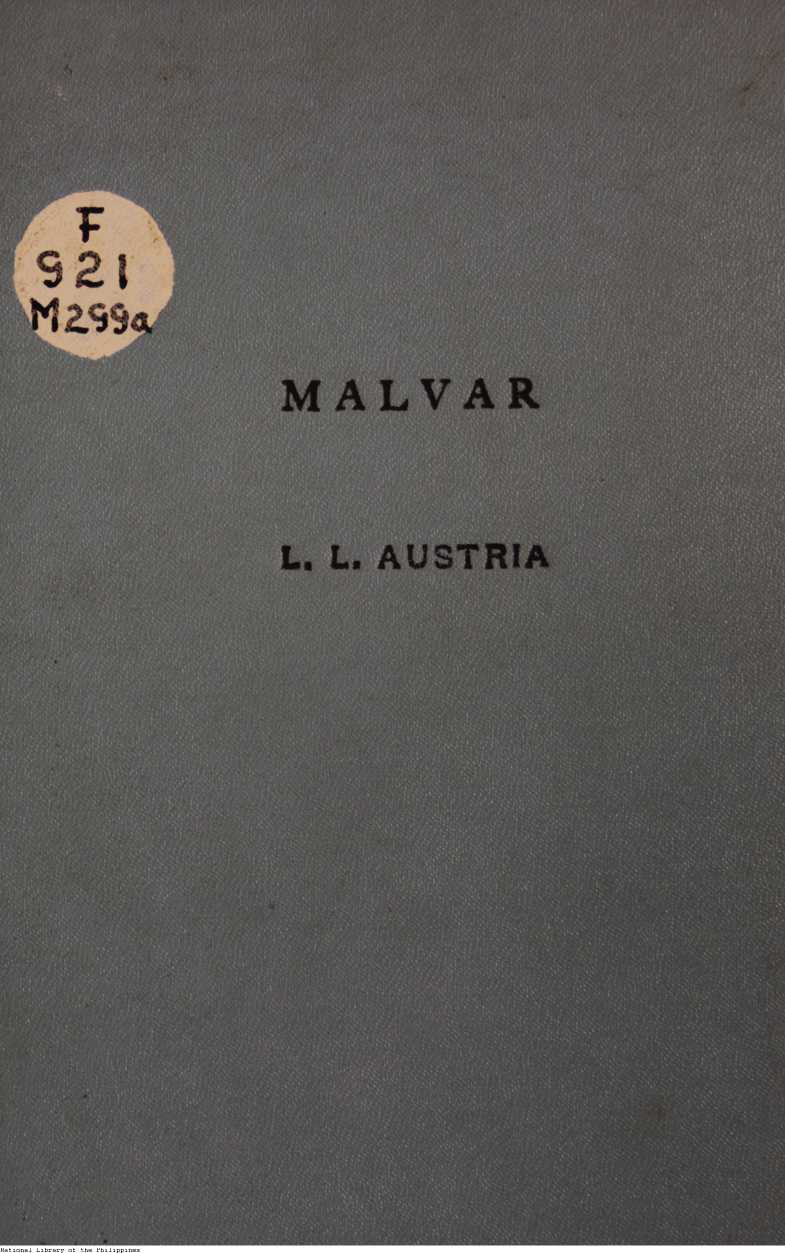 F
921
M299a
MALVAR
L. L. AUSTRIA
National Library of the Philippines